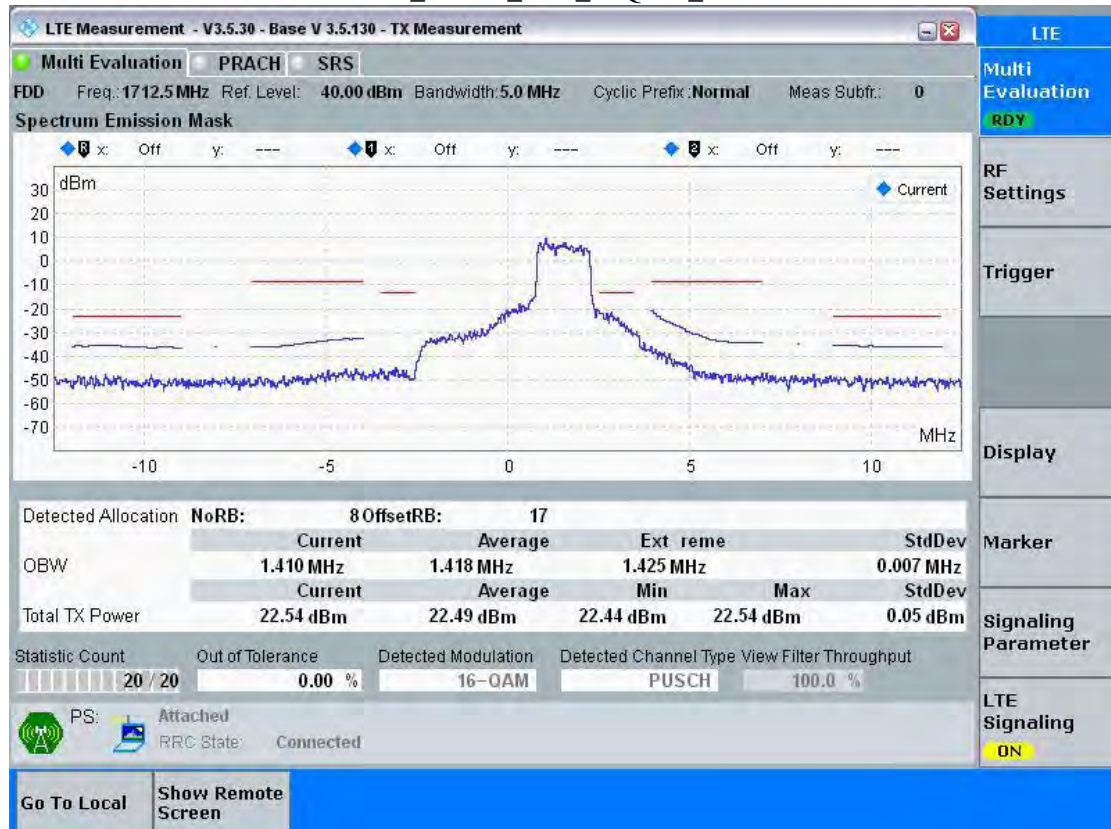 LTE Measurement - V3.5.30 - Base V 3.5.130 - TX Measurement
LTE
Multi Evaluation PRACH SRS
Multi Evaluation
RDY
FDD Freq.: 1712.5 MHz Ref. Level: 40.00 dBm Bandwidth: 5.0 MHz Cyclic Prefix : Normal Meas Subfr.: 0
Spectrum Emission Mask
R x: Off y: --- 1 x: Off y: --- 2 x: Off y: ---
dBm
Current
30
20
10
0
-10
-20
-30
-40
-50
-60
-70
MHz
-10 -5 0 5 10
RF Settings
Trigger
Display
Marker
Signaling Parameter
LTE Signaling
ON
Detected Allocation NoRB: 8 OffsetRB: 17
Current Average Ext reme StdDev
OBW 1.410 MHz 1.418 MHz 1.425 MHz 0.007 MHz
Current Average Min Max StdDev
Total TX Power 22.54 dBm 22.49 dBm 22.44 dBm 22.54 dBm 0.05 dBm
Statistic Count Out of Tolerance Detected Modulation Detected Channel Type View Filter Throughput
20 / 20 0.00 % 16-QAM PUSCH 100.0 %
PS: Attached
RRC State: Connected
Go To Local
Show Remote Screen